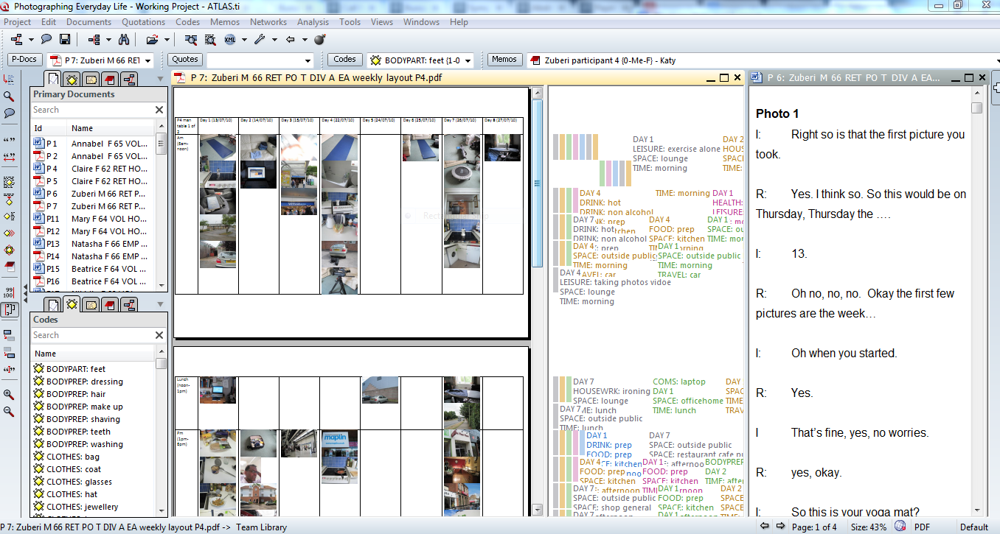 Photographing Everyday Life - Working Project - ATLAS.ti
Project Edit Documents Quotations Codes Memos Networks Analysis Tools Views Windows Help
XML
P-Docs P 7: Zuberi M 66 RET Quotes Codes BODYPART: feet {1-0 Memos Zuberi participant 4 {0-Me-F} - Katy
Primary Documents
Search
Id Name
P 1 Annabel F 65 VOL...
P 2 Annabel F 65 VOL...
P 4 Claire F 62 RET HO...
P 5 Claire F 62 RET HO...
P 6 Zuberi M 66 RET P...
P 7 Zuberi M 66 RET P...
P11 Mary F 64 VOL HO...
P12 Mary F 64 VOL HO...
P13 Natasha F 66 EMP ...
P14 Natasha F 66 EMP ...
P15 Beatrice F 64 VOL ...
P16 Beatrice F 64 VOL ...
99
100
Codes
Search
Name
BODYPART: feet
BODYPREP: dressing
BODYPREP: hair
BODYPREP: make up
BODYPREP: shaving
BODYPREP: teeth
BODYPREP: washing
CLOTHES: bag
CLOTHES: coat
CLOTHES: glasses
CLOTHES: hat
CLOTHES: jewellery
P 7: Zuberi M 66 RET PO T DIV A EA weekly layout P4.pdf
P4 man table 1 of 2
Day 1 (13/07/10) Day 2 (14/07/10) Day 3 (15/07/10) Day 4 (22/07/10) Day 5 (24/07/10) Day 6 (25/07/10) Day 7 (26/07/10) Day 8 (27/07/10)
Am
(6am-
noon)
Lunch
(noon-
1pm)
Pm
(1pm-
6pm)
maplin
DAY 1 DAY 2
LEISURE: exercise alone HOUS
SPACE: lounge SPAC
TIME: morning TIME:
DAY 4 TIME: morning DAY 1
DRINK: hot HEALTH:
DRINK: non alcohol LEISURE
DAY 7
DAY 4 DAY 1
DRINK: hot FOOD: prep SPACE: ou
DRINK: non alcohol SPACE: kitchen TIME: mor
DAY 4 DAY 1
SPACE: outside public SPACE: outside public
TIME: morning TIME: morning
TRAVEL: car
DAY 4
LEISURE: taking photos vidoe
SPACE: lounge
TIME: morning
DAY 7 COMS: laptop DAY
HOUSEWRK: ironing DAY 1 SPAC
SPACE: lounge SPACE: officehome TIME
DAY 7 TIME: lunch TRAV
SPACE: outside public
TIME: lunch
DAY 1 DAY 7
DRINK: prep SPACE: outside public
FOOD: prep SPACE: restaurant cafe pu
DAY 4 DAY 1 BODYPREP
FOOD: prep FOOD: prep DAY 2
SPACE: kitchen SPACE: kitchen TIME: after
DAY 7 DAY 1 DAY 2
SPACE: outside public FOOD: prep SPACE
SPACE: shop general SPACE: kitchen TIME:
P 6: Zuberi M 66 RET PO T DIV A EA...
Photo 1
I: Right so is that the first picture you
took.
R: Yes. I think so. So this would be on
Thursday, Thursday the ….
I: 13.
R: Oh no, no, no. Okay the first few
pictures are the week…
I: Oh when you started.
R: Yes.
I That’s fine, yes, no worries.
R: yes, okay.
I: So this is your yoga mat?
P 7: Zuberi M 66 RET PO T DIV A EA weekly layout P4.pdf -> Team Library
Page: 1 of 4 Size: 43% PDF Default